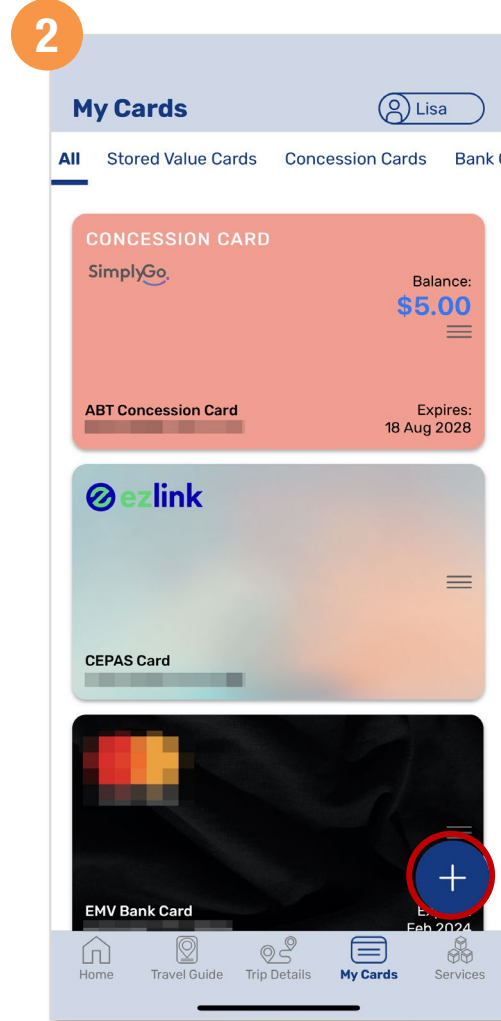 2
My Cards
Lisa
All Stored Value Cards Concession Cards Bank
CONCESSION CARD
SimplyGo.
Balance:
$5.00
ABT Concession Card
Expires:
18 Aug 2028
ezlink
CEPAS Card
EMV Bank Card
Feb 2024
Home Travel Guide Trip Details My Cards Services